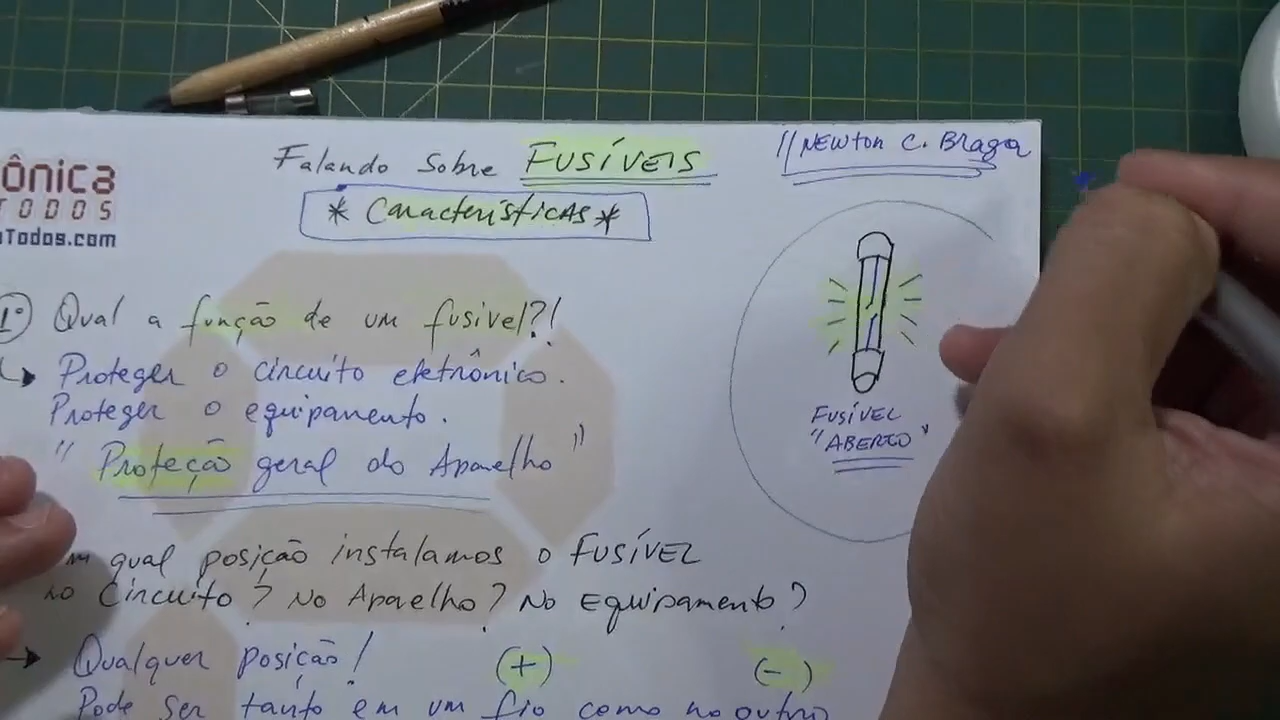 Falando Sobre FUSÍVEIS
//NEWTON C. Braga
ônica
TODOS
Todos.com
* CaracterísticAS *
1º) Qual a função de um fusível?!
Proteger o circuito eletrônico.
Proteger o equipamento.
"Proteção geral do Aparelho"
FUSÍVEL
"ABERTO"
qual posição instalamos o FUSÍVEL
no Circuito? No Aparelho? No Equipamento?
→ Qualquer posição! (+) (-)
Pode ser tanto em um fio como no outro